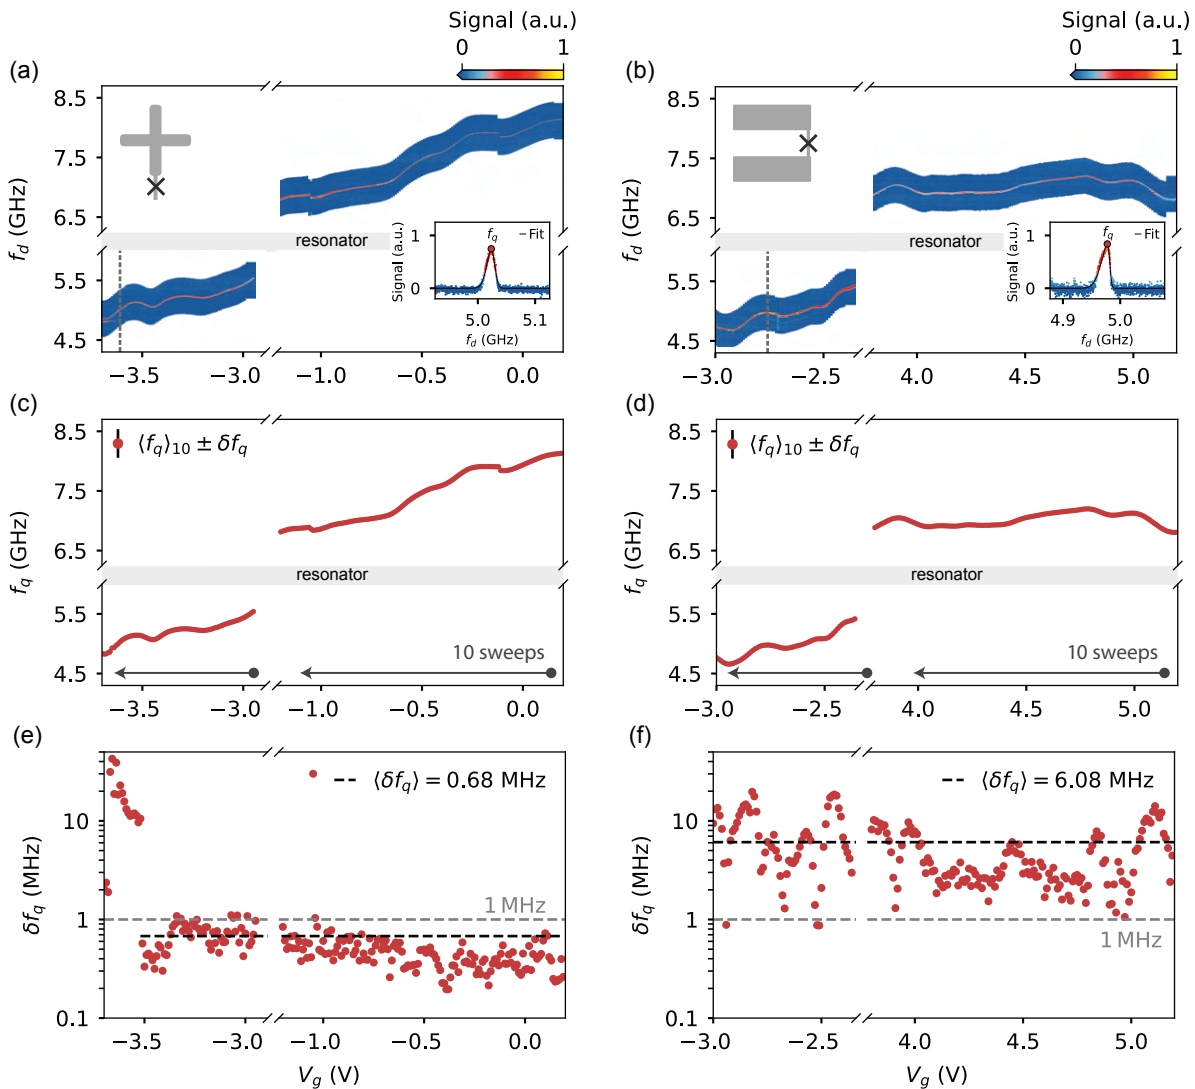 Signal (a.u.)
0 1
Signal (a.u.)
0 1
(a)
8.5
7.5
6.5
5.5
4.5
f_d (GHz)
resonator
f_q
–Fit
Signal (a.u.)
1
0
5.0 5.1
f_d (GHz)
−3.5 −3.0 −1.0 −0.5 0.0
(b)
8.5
7.5
6.5
5.5
4.5
f_d (GHz)
resonator
f_q
–Fit
Signal (a.u.)
1
0
4.9 5.0
f_d (GHz)
−3.0 −2.5 4.0 4.5 5.0
(c)
8.5
7.5
6.5
5.5
4.5
f_q (GHz)
⟨f_q⟩₁₀ ± δf_q
resonator
10 sweeps
−3.5 −3.0 −1.0 −0.5 0.0
(d)
8.5
7.5
6.5
5.5
4.5
f_q (GHz)
⟨f_q⟩₁₀ ± δf_q
resonator
10 sweeps
−3.0 −2.5 4.0 4.5 5.0
(e)
10
1
0.1
δf_q (MHz)
⟨δf_q⟩ = 0.68 MHz
1 MHz
−3.5 −3.0 −1.0 −0.5 0.0
V_g (V)
(f)
10
1
0.1
δf_q (MHz)
⟨δf_q⟩ = 6.08 MHz
1 MHz
−3.0 −2.5 4.0 4.5 5.0
V_g (V)